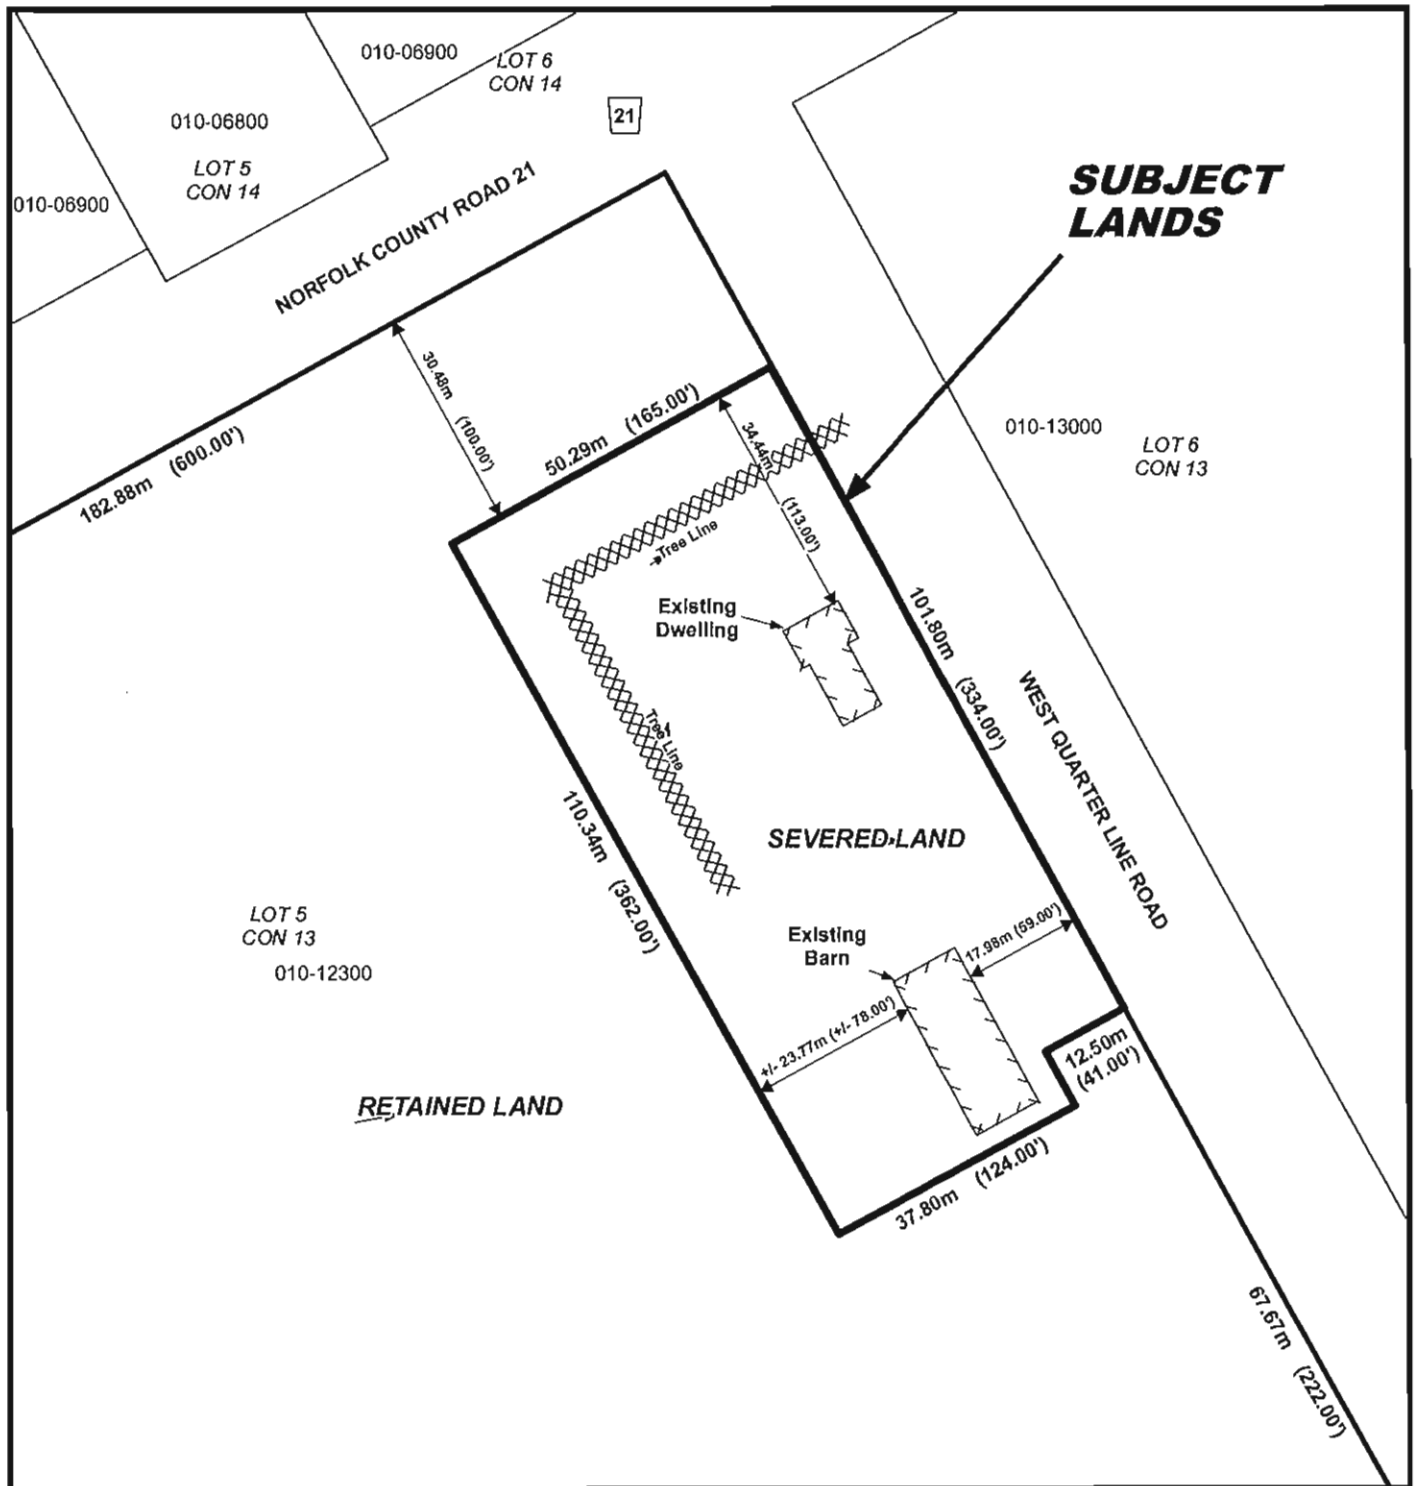 010-06900
LOT 6
CON 14
21
010-06800
LOT 5
CON 14
010-06900
NORFOLK COUNTY ROAD 21
SUBJECT
LANDS
30.48m (100.00')
182.88m (600.00')
50.29m (165.00')
34.44m (113.00')
010-13000
LOT 6
CON 13
Tree Line
Existing
Dwelling
101.80m (334.00')
WEST QUARTER LINE ROAD
Tree Line
110.34m (362.00')
SEVERED LAND
LOT 5
CON 13
010-12300
Existing
Barn
17.98m (59.00')
+/- 23.77m (+/- 78.00')
12.50m
(41.00')
RETAINED LAND
37.80m (124.00')
67.67m (222.00')